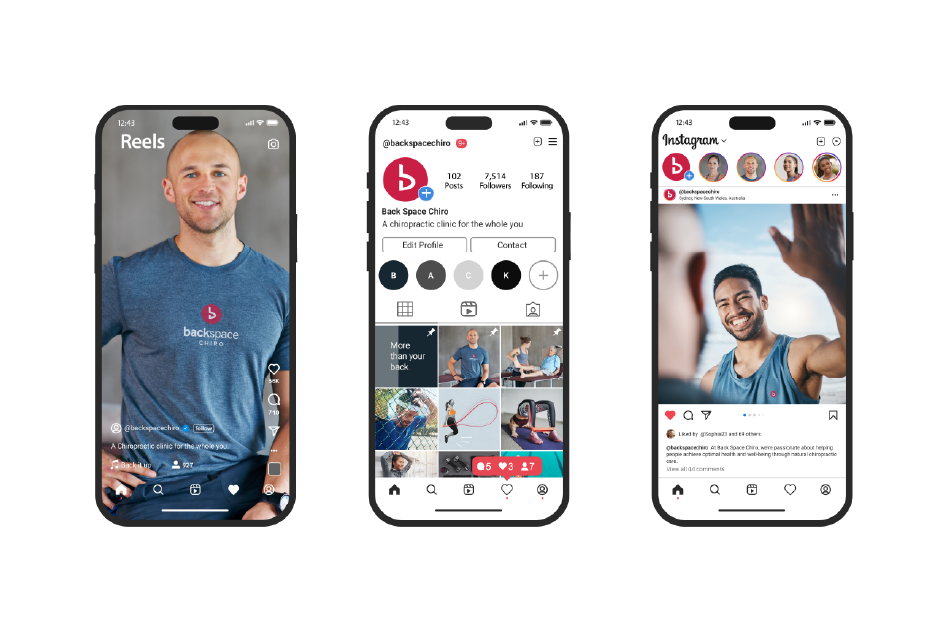 12:43
Reels
b
backspace
CHIRO
56K
710
@backspacechiro Follow
A Chiropractic clinic for the whole you.
Back it up 927
12:43
@backspacechiro 9+
b
102 7,514 187
Posts Followers Following
Back Space Chiro
A chiropractic clinic for the whole you
Edit Profile Contact
B A C K
More
than your
back
5 3 7
12:43
Instagram
b
@backspacechiro
Sydney, New South Wales, Australia
Liked by @Sophia23 and 69 others
@backspacechiro At Back Space Chiro, we're passionate about helping
people achieve optimal health and well-being through natural chiropractic
care.
View all 44 comments